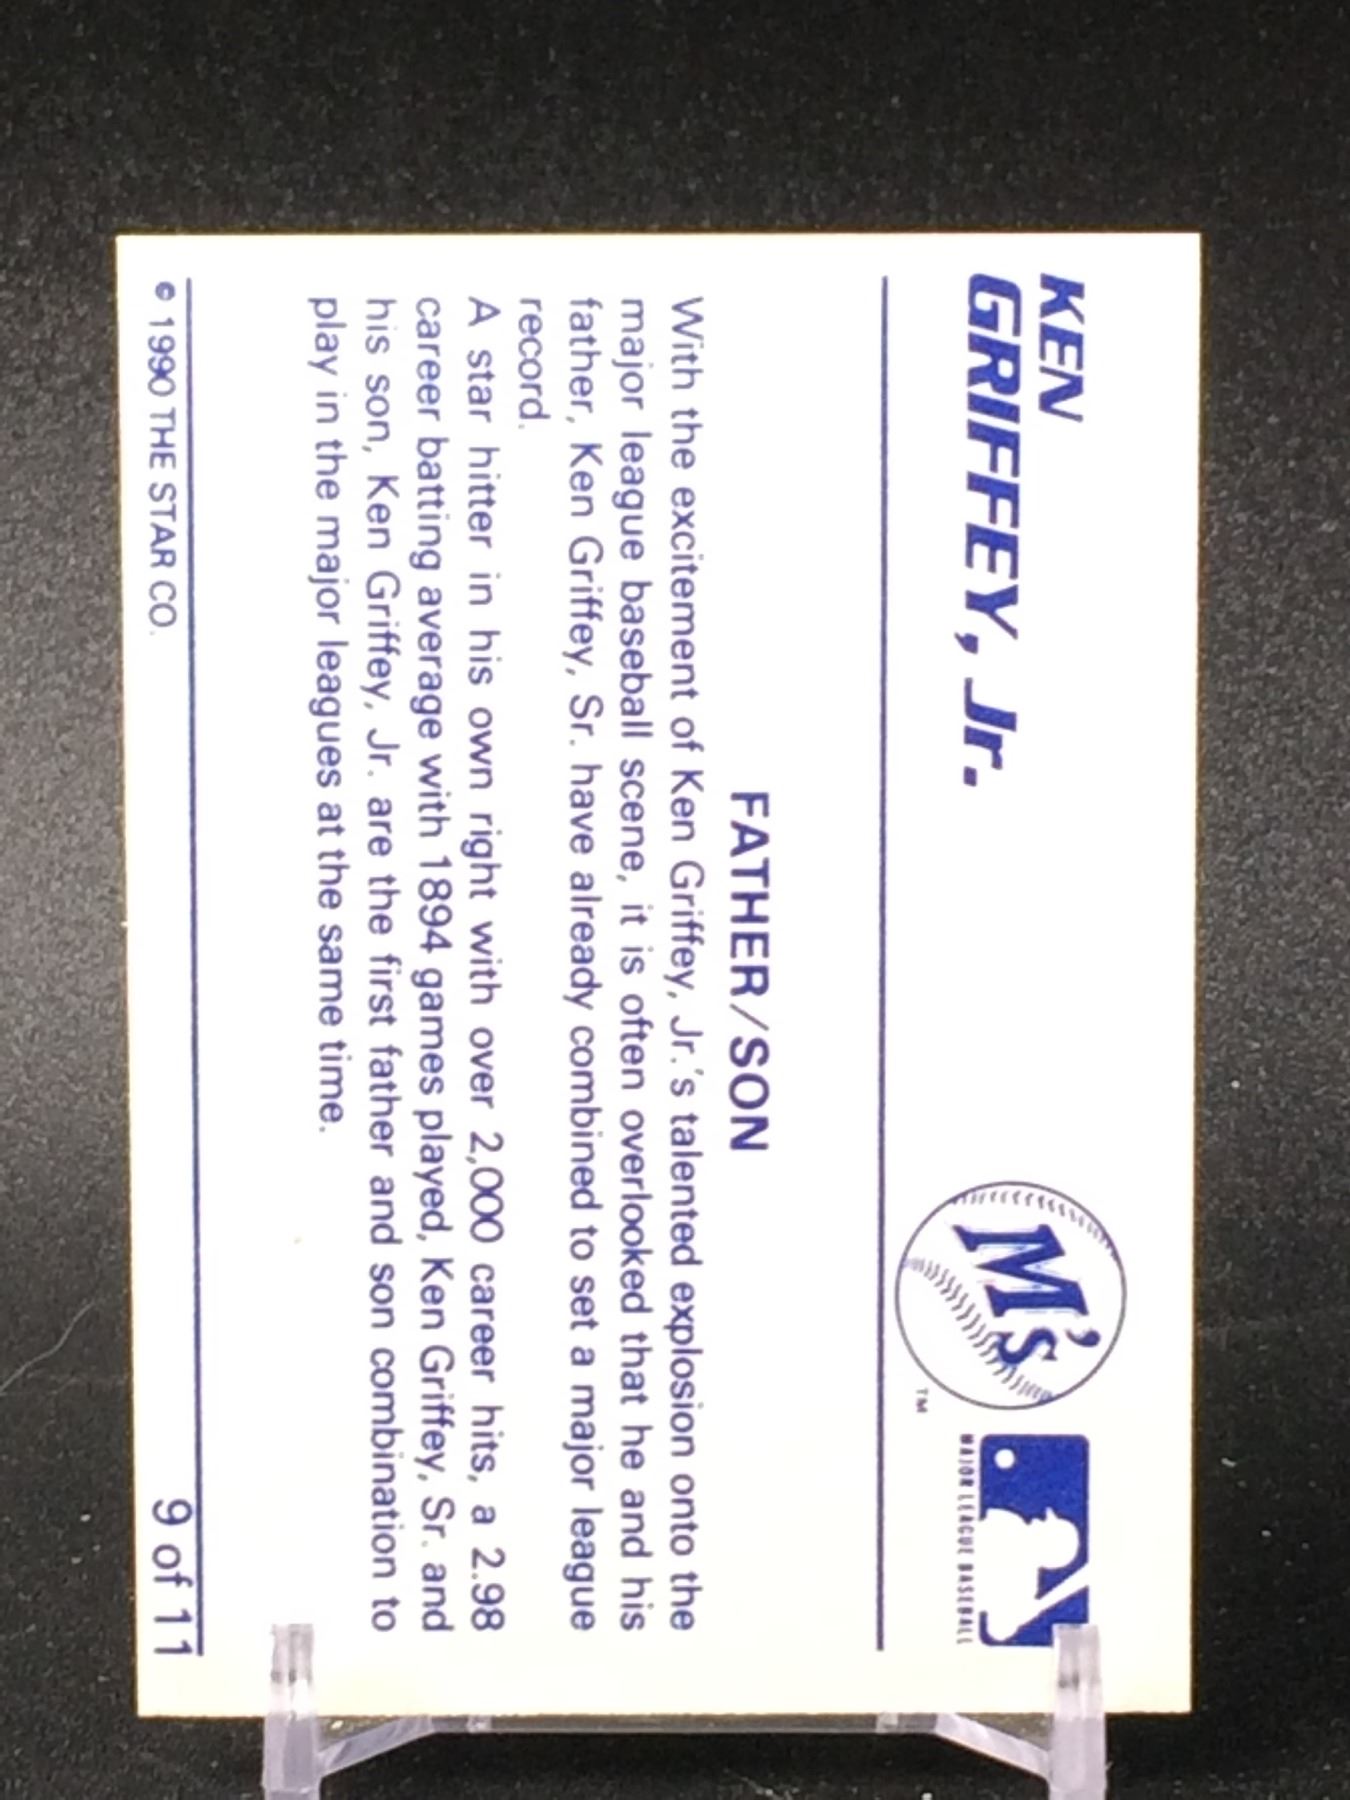 KEN
GRIFFEY, Jr.
M's
TM
MAJOR LEAGUE BASEBALL
FATHER/SON
With the excitement of Ken Griffey, Jr.'s talented explosion onto the
major league baseball scene, it is often overlooked that he and his
father, Ken Griffey, Sr. have already combined to set a major league
record.
A star hitter in his own right with over 2,000 career hits, a 2.98
career batting average with 1894 games played, Ken Griffey, Sr. and
his son, Ken Griffey, Jr. are the first father and son combination to
play in the major leagues at the same time.
© 1990 THE STAR CO.
9 of 11